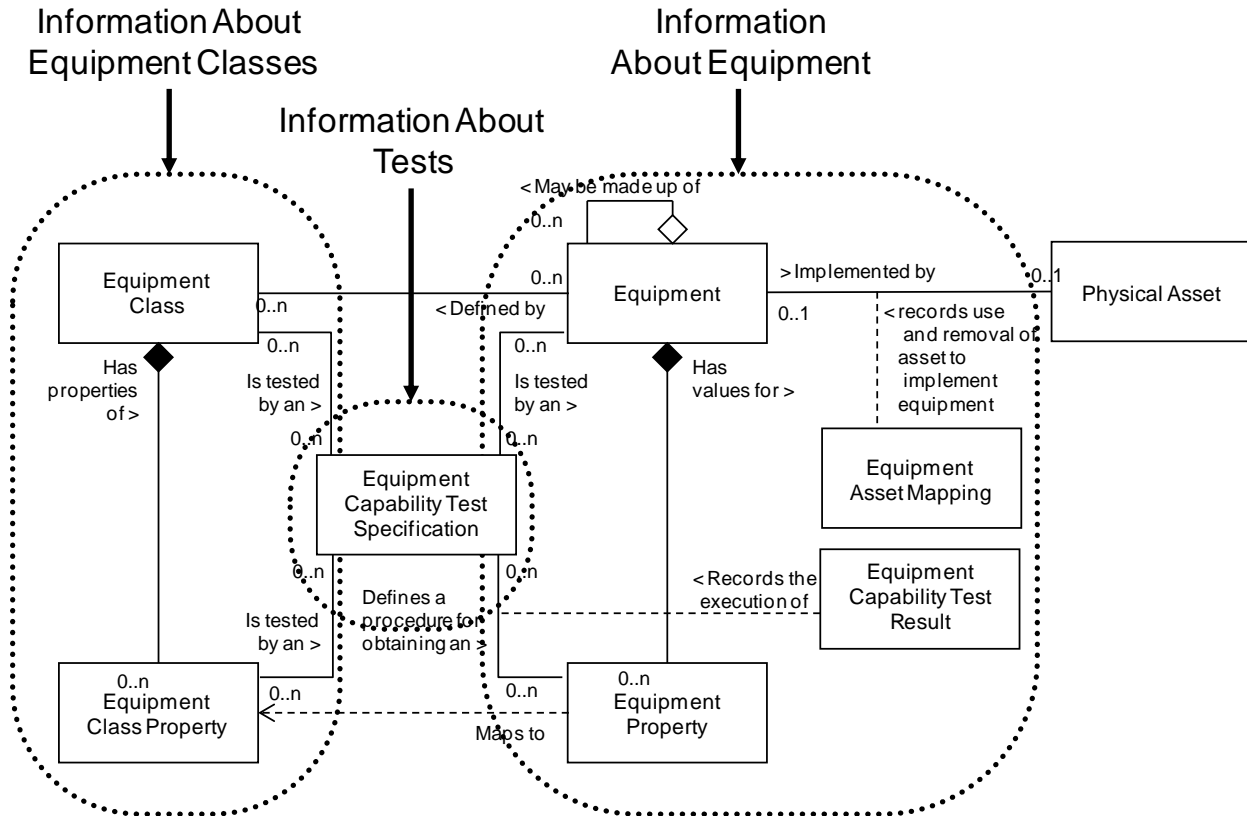 Information About
Equipment Classes
Information About
Tests
Information
About Equipment
< May be made up of
0..n
Equipment
Class
0..n
0..n
< Defined by
Equipment
> Implemented by
0..1
0..1
Physical Asset
< records use
and removal of
asset to
implement
equipment
0..n
Has
properties
of >
Is tested
by an >
0..n
0..n
Is tested
by an >
0..n
Has
values for >
Equipment
Capability Test
Specification
Equipment
Asset Mapping
0..n
Is tested
by an >
0..n
Defines a
procedure for
obtaining an >
0..n
0..n
< Records the
execution of
Equipment
Capability Test
Result
0..n
Equipment
Class Property
Maps to
0..n
Equipment
Property